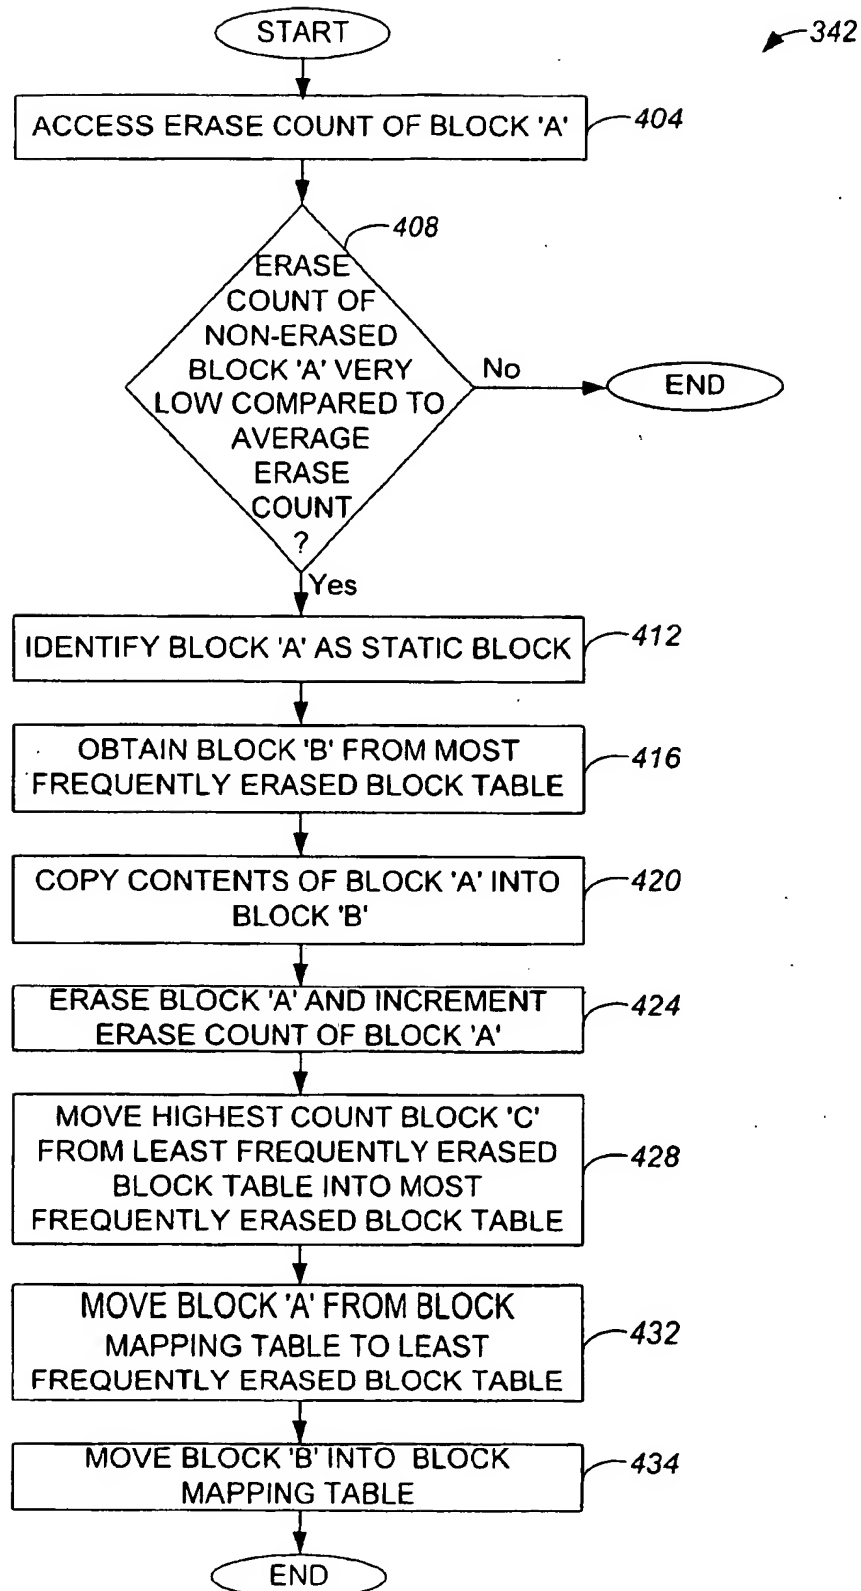 START
342
ACCESS ERASE COUNT OF BLOCK 'A'
404
408
ERASE
COUNT OF
NON-ERASED
BLOCK 'A' VERY
LOW COMPARED TO
AVERAGE
ERASE
COUNT
?
No
END
Yes
IDENTIFY BLOCK 'A' AS STATIC BLOCK
412
OBTAIN BLOCK 'B' FROM MOST
FREQUENTLY ERASED BLOCK TABLE
416
COPY CONTENTS OF BLOCK 'A' INTO
BLOCK 'B'
420
ERASE BLOCK 'A' AND INCREMENT
ERASE COUNT OF BLOCK 'A'
424
MOVE HIGHEST COUNT BLOCK 'C'
FROM LEAST FREQUENTLY ERASED
BLOCK TABLE INTO MOST
FREQUENTLY ERASED BLOCK TABLE
428
MOVE BLOCK 'A' FROM BLOCK
MAPPING TABLE TO LEAST
FREQUENTLY ERASED BLOCK TABLE
432
MOVE BLOCK 'B' INTO BLOCK
MAPPING TABLE
434
END